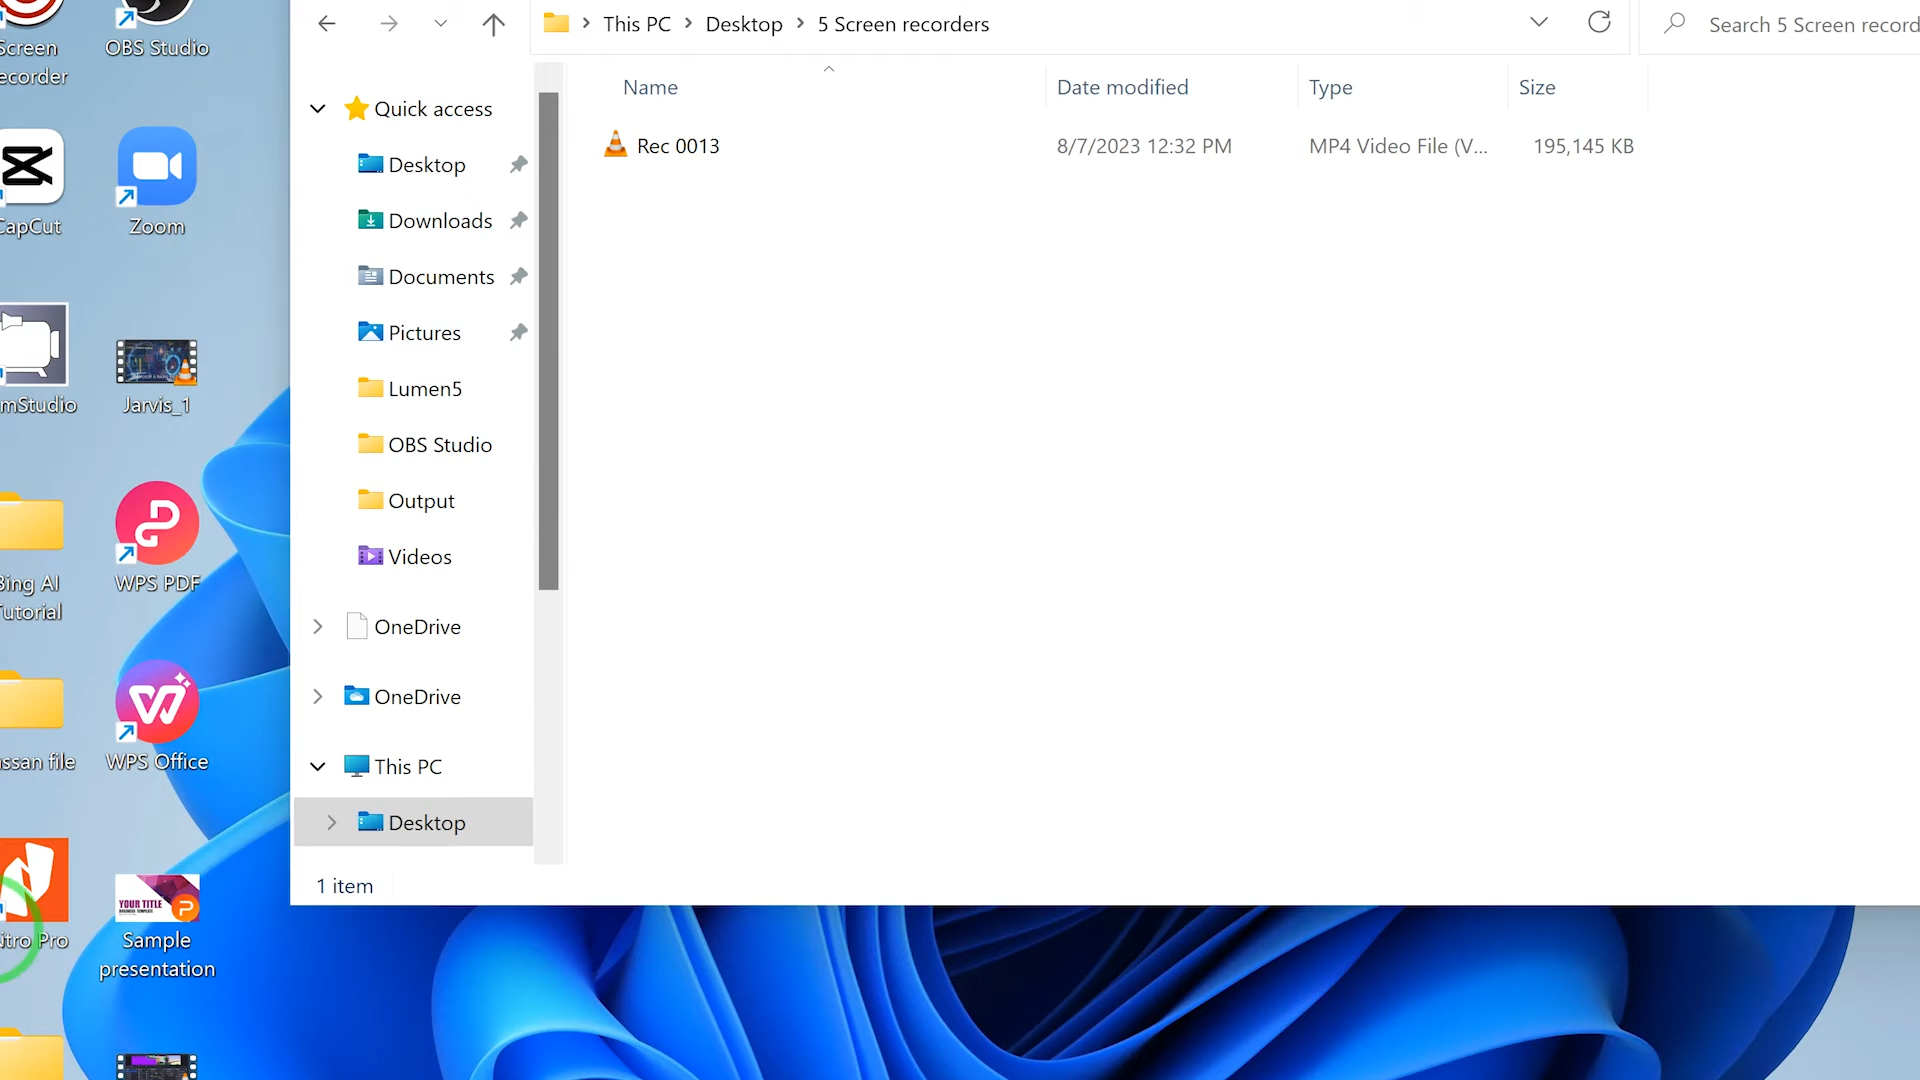 Screen
ecorder
OBS Studio
CapCut
Zoom
mStudio
Jarvis_1
Bing AI
Tutorial
WPS PDF
ssan file
WPS Office
itro Pro
YOUR TITLE
Sample
presentation
This PC
Desktop
5 Screen recorders
Search 5 Screen record
Name
Date modified
Type
Size
Rec 0013
8/7/2023 12:32 PM
MP4 Video File (V...
195,145 KB
Quick access
Desktop
Downloads
Documents
Pictures
Lumen5
OBS Studio
Output
Videos
OneDrive
OneDrive
This PC
Desktop
1 item